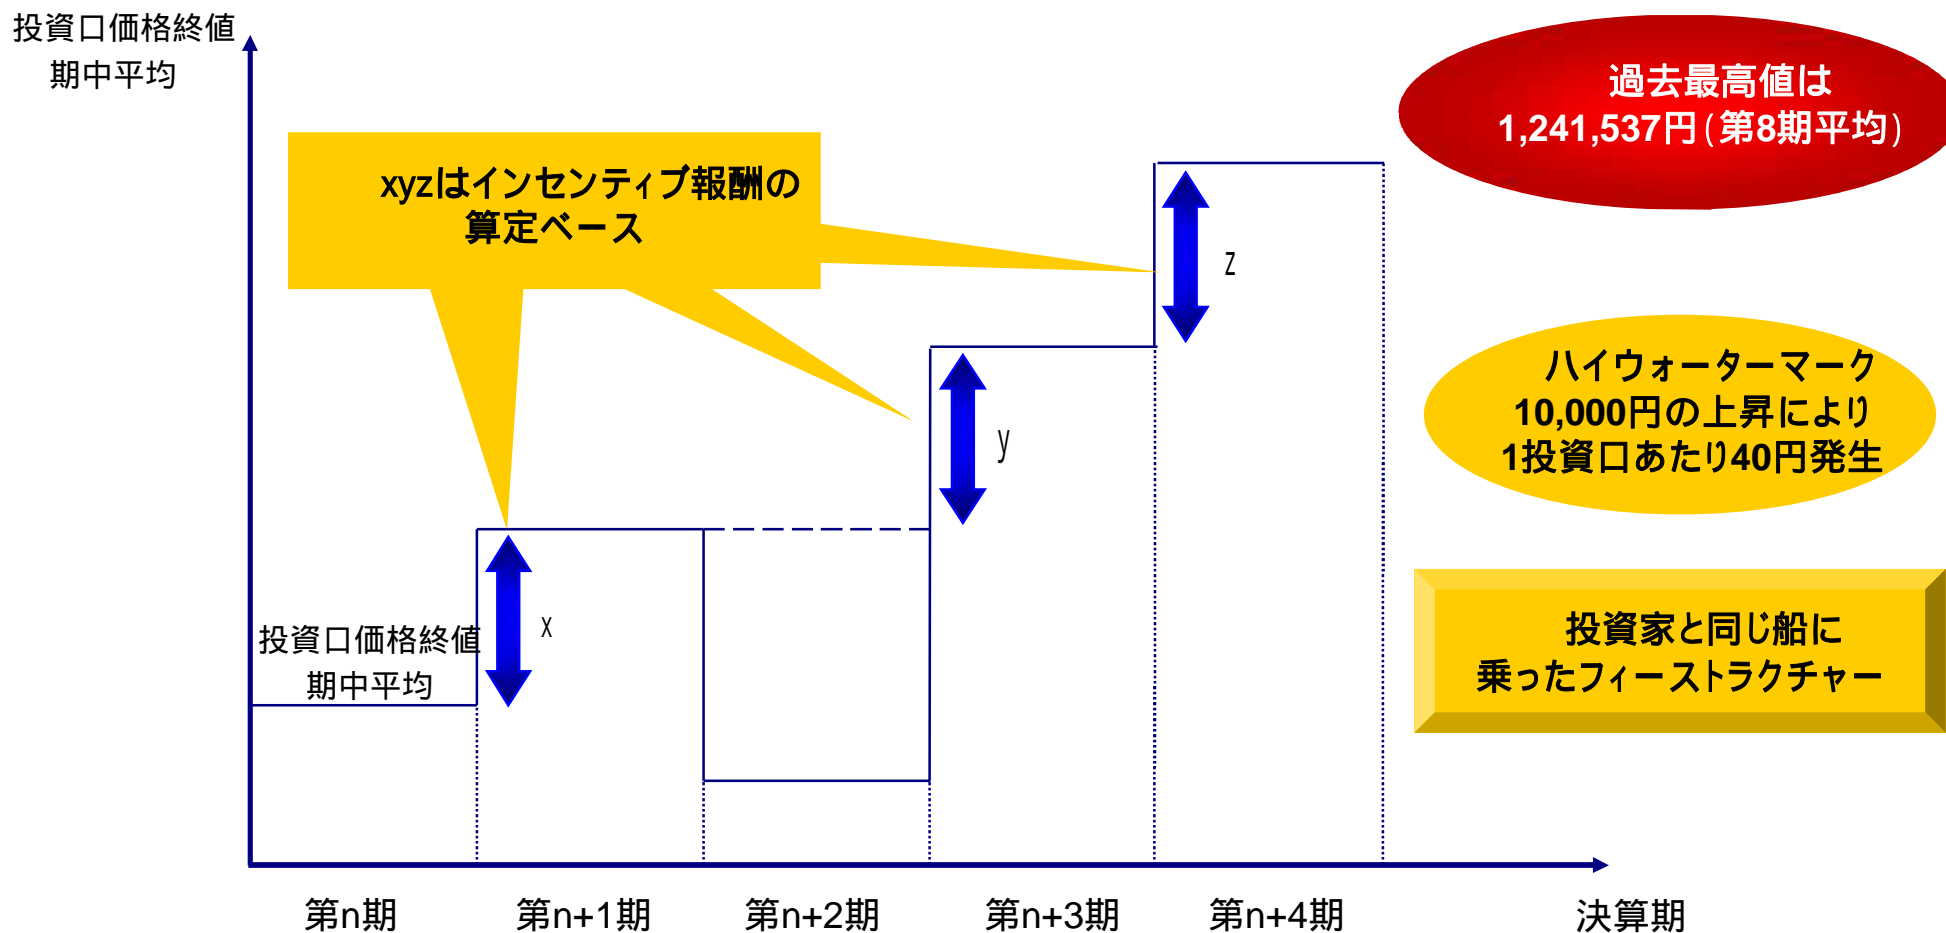 投資口価格終値
期中平均
過去最高値は
1,241,537円(第8期平均)
xyzはインセンティブ報酬の
算定ベース
z
ハイウォーターマーク
10,000円の上昇により
1投資口あたり40円発生
y
x
投資口価格終値
期中平均
投資家と同じ船に
乗ったフィーストラクチャー
第n期
第n+1期
第n+2期
第n+3期
第n+4期
決算期